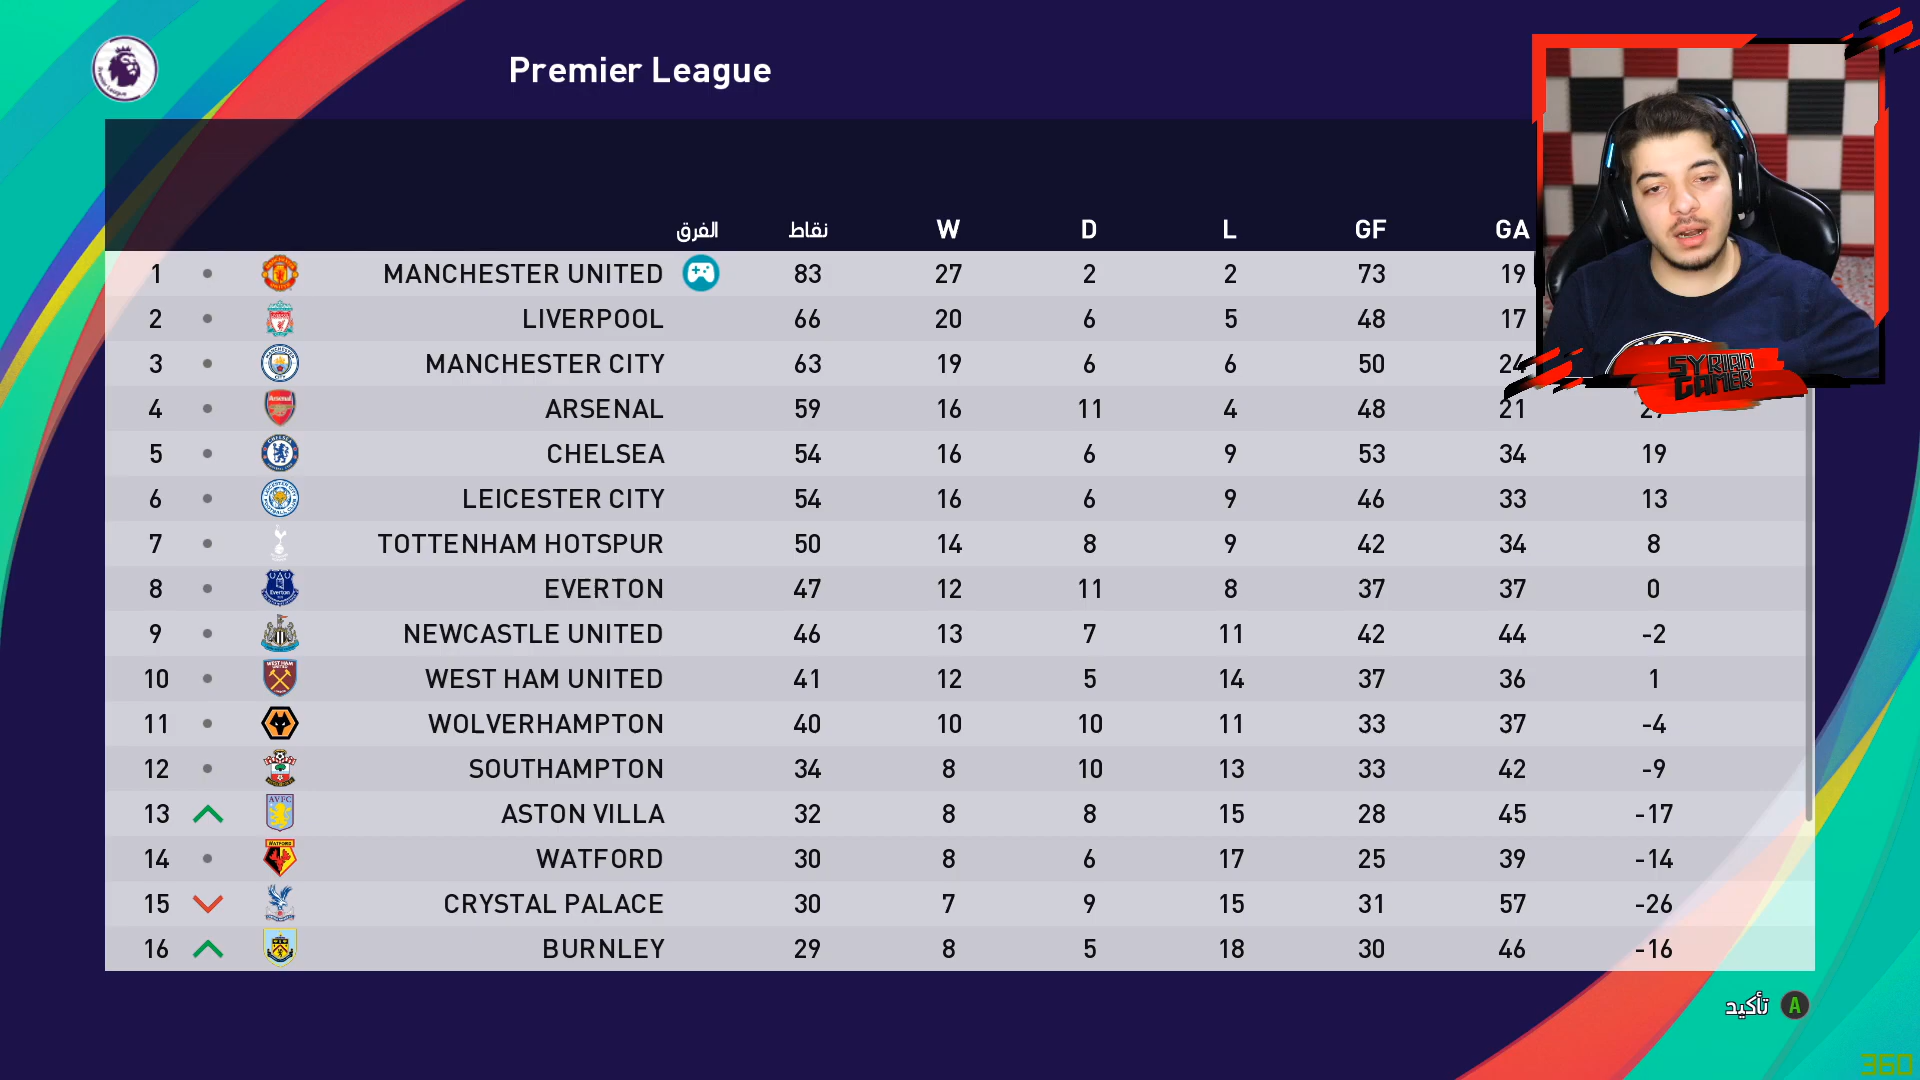 Premier League
الفرق نقاط W D L GF GA
1 MANCHESTER UNITED 83 27 2 2 73 19
2 LIVERPOOL 66 20 6 5 48 17
3 MANCHESTER CITY 63 19 6 6 50 24
4 ARSENAL 59 16 11 4 48 21
5 CHELSEA 54 16 6 9 53 34 19
6 LEICESTER CITY 54 16 6 9 46 33 13
7 TOTTENHAM HOTSPUR 50 14 8 9 42 34 8
8 EVERTON 47 12 11 8 37 37 0
9 NEWCASTLE UNITED 46 13 7 11 42 44 -2
10 WEST HAM UNITED 41 12 5 14 37 36 1
11 WOLVERHAMPTON 40 10 10 11 33 37 -4
12 SOUTHAMPTON 34 8 10 13 33 42 -9
13 ASTON VILLA 32 8 8 15 28 45 -17
14 WATFORD 30 8 6 17 25 39 -14
15 CRYSTAL PALACE 30 7 9 15 31 57 -26
16 BURNLEY 29 8 5 18 30 46 -16
SYRIAN
GAMER
تأكيد A
360